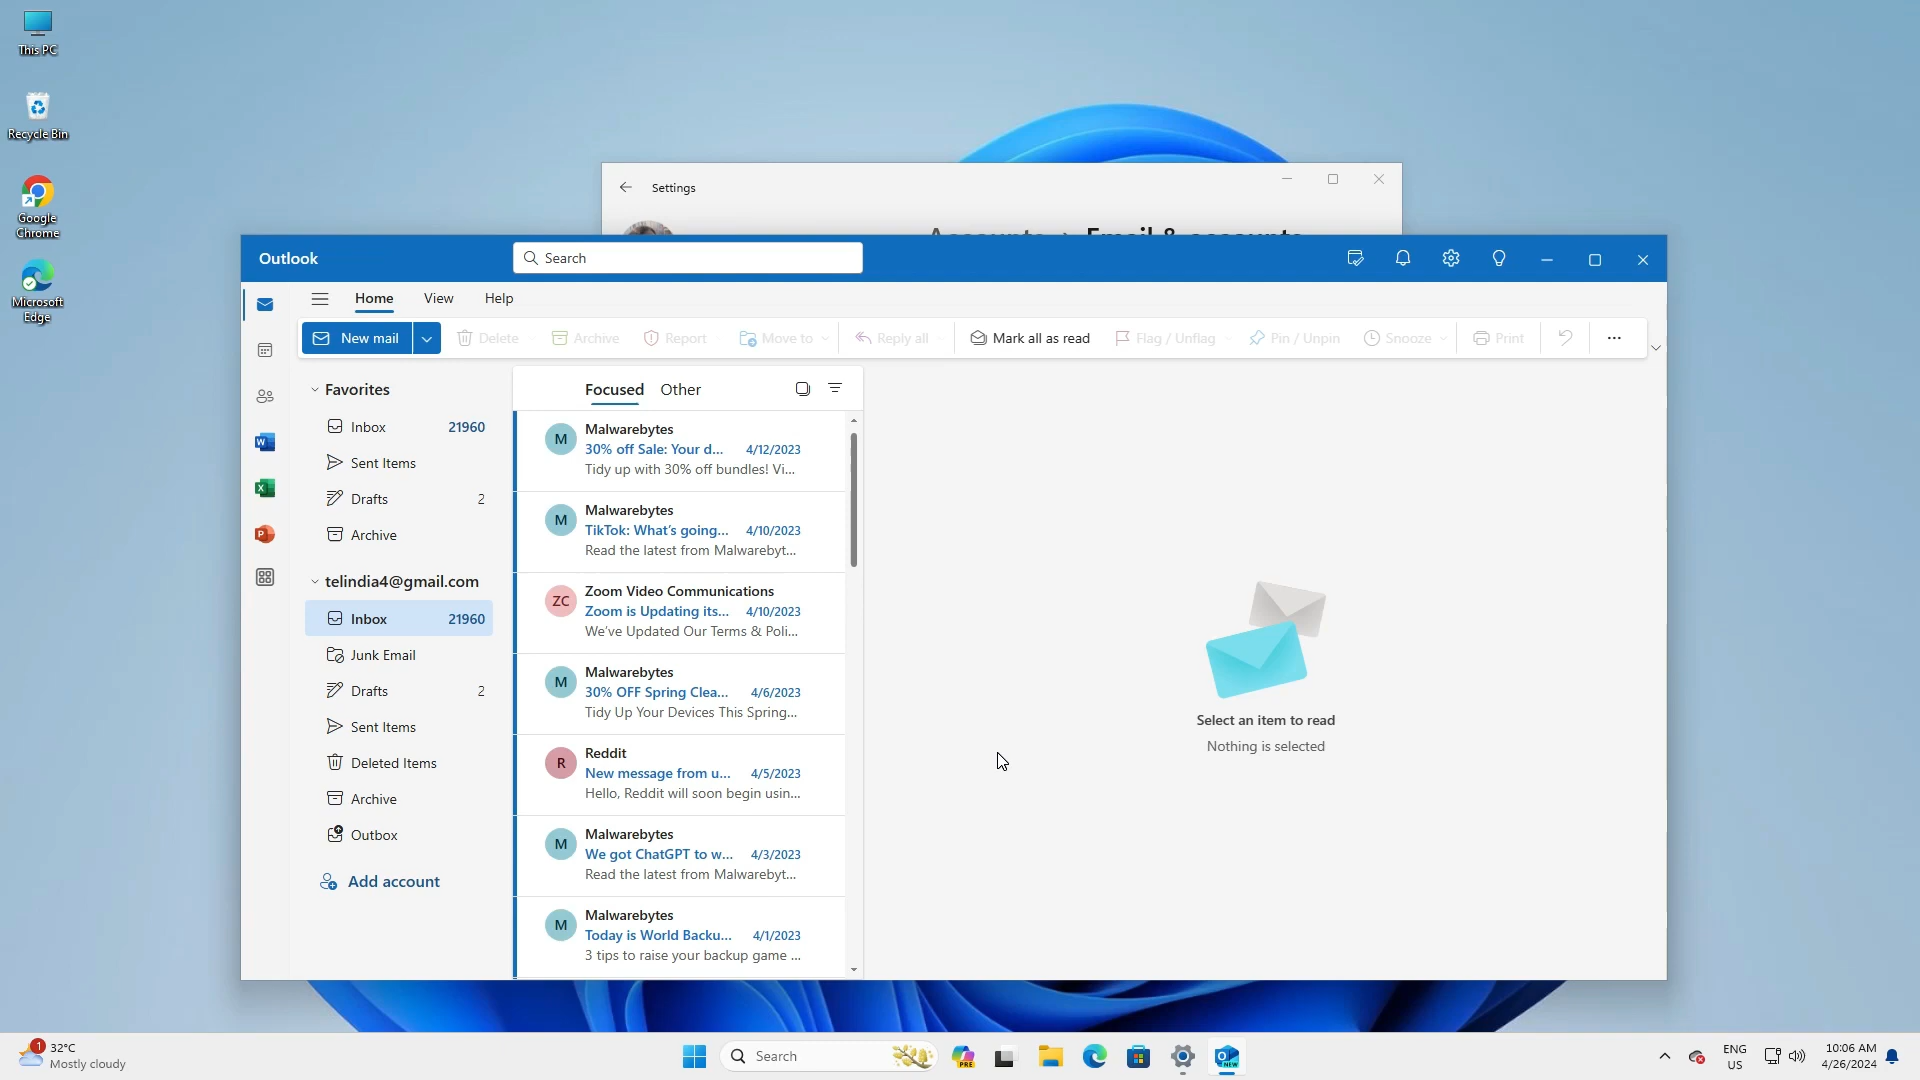 This PC
Recycle Bin
Google
Chrome
Microsoft
Edge
Settings
Accounts › Email & accounts
Outlook
Search
Home View Help
New mail Delete Archive Report Move to Reply all Mark all as read Flag / Unflag Pin / Unpin Snooze Print
Favorites
Inbox 21960
Sent Items
Drafts 2
Archive
telindia4@gmail.com
Inbox 21960
Junk Email
Drafts 2
Sent Items
Deleted Items
Archive
Outbox
Add account
Focused Other
M Malwarebytes
30% off Sale: Your d... 4/12/2023
Tidy up with 30% off bundles! Vi...
M Malwarebytes
TikTok: What's going... 4/10/2023
Read the latest from Malwarebyt...
ZC Zoom Video Communications
Zoom is Updating its... 4/10/2023
We've Updated Our Terms & Poli...
M Malwarebytes
30% OFF Spring Clea... 4/6/2023
Tidy Up Your Devices This Spring...
R Reddit
New message from u... 4/5/2023
Hello, Reddit will soon begin usin...
M Malwarebytes
We got ChatGPT to w... 4/3/2023
Read the latest from Malwarebyt...
M Malwarebytes
Today is World Backu... 4/1/2023
3 tips to raise your backup game ...
Select an item to read
Nothing is selected
1
32°C
Mostly cloudy
Search
PRE
NEW
ENG
US
10:06 AM
4/26/2024